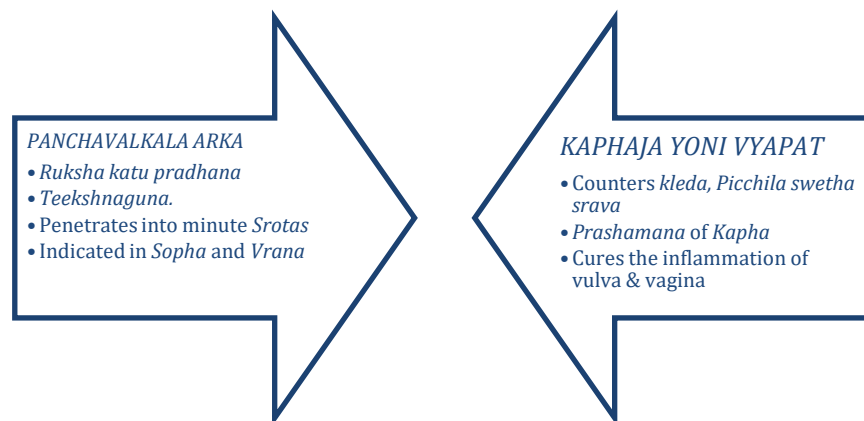 PANCHAVALKALA ARKA
• Ruksha katu pradhana
• Teekshnaguna.
• Penetrates into minute Srotas
• Indicated in Sopha and Vrana
KAPHAJA YONI VYAPAT
• Counters kleda, Picchila swetha
srava
• Prashamana of Kapha
• Cures the inflammation of
vulva & vagina